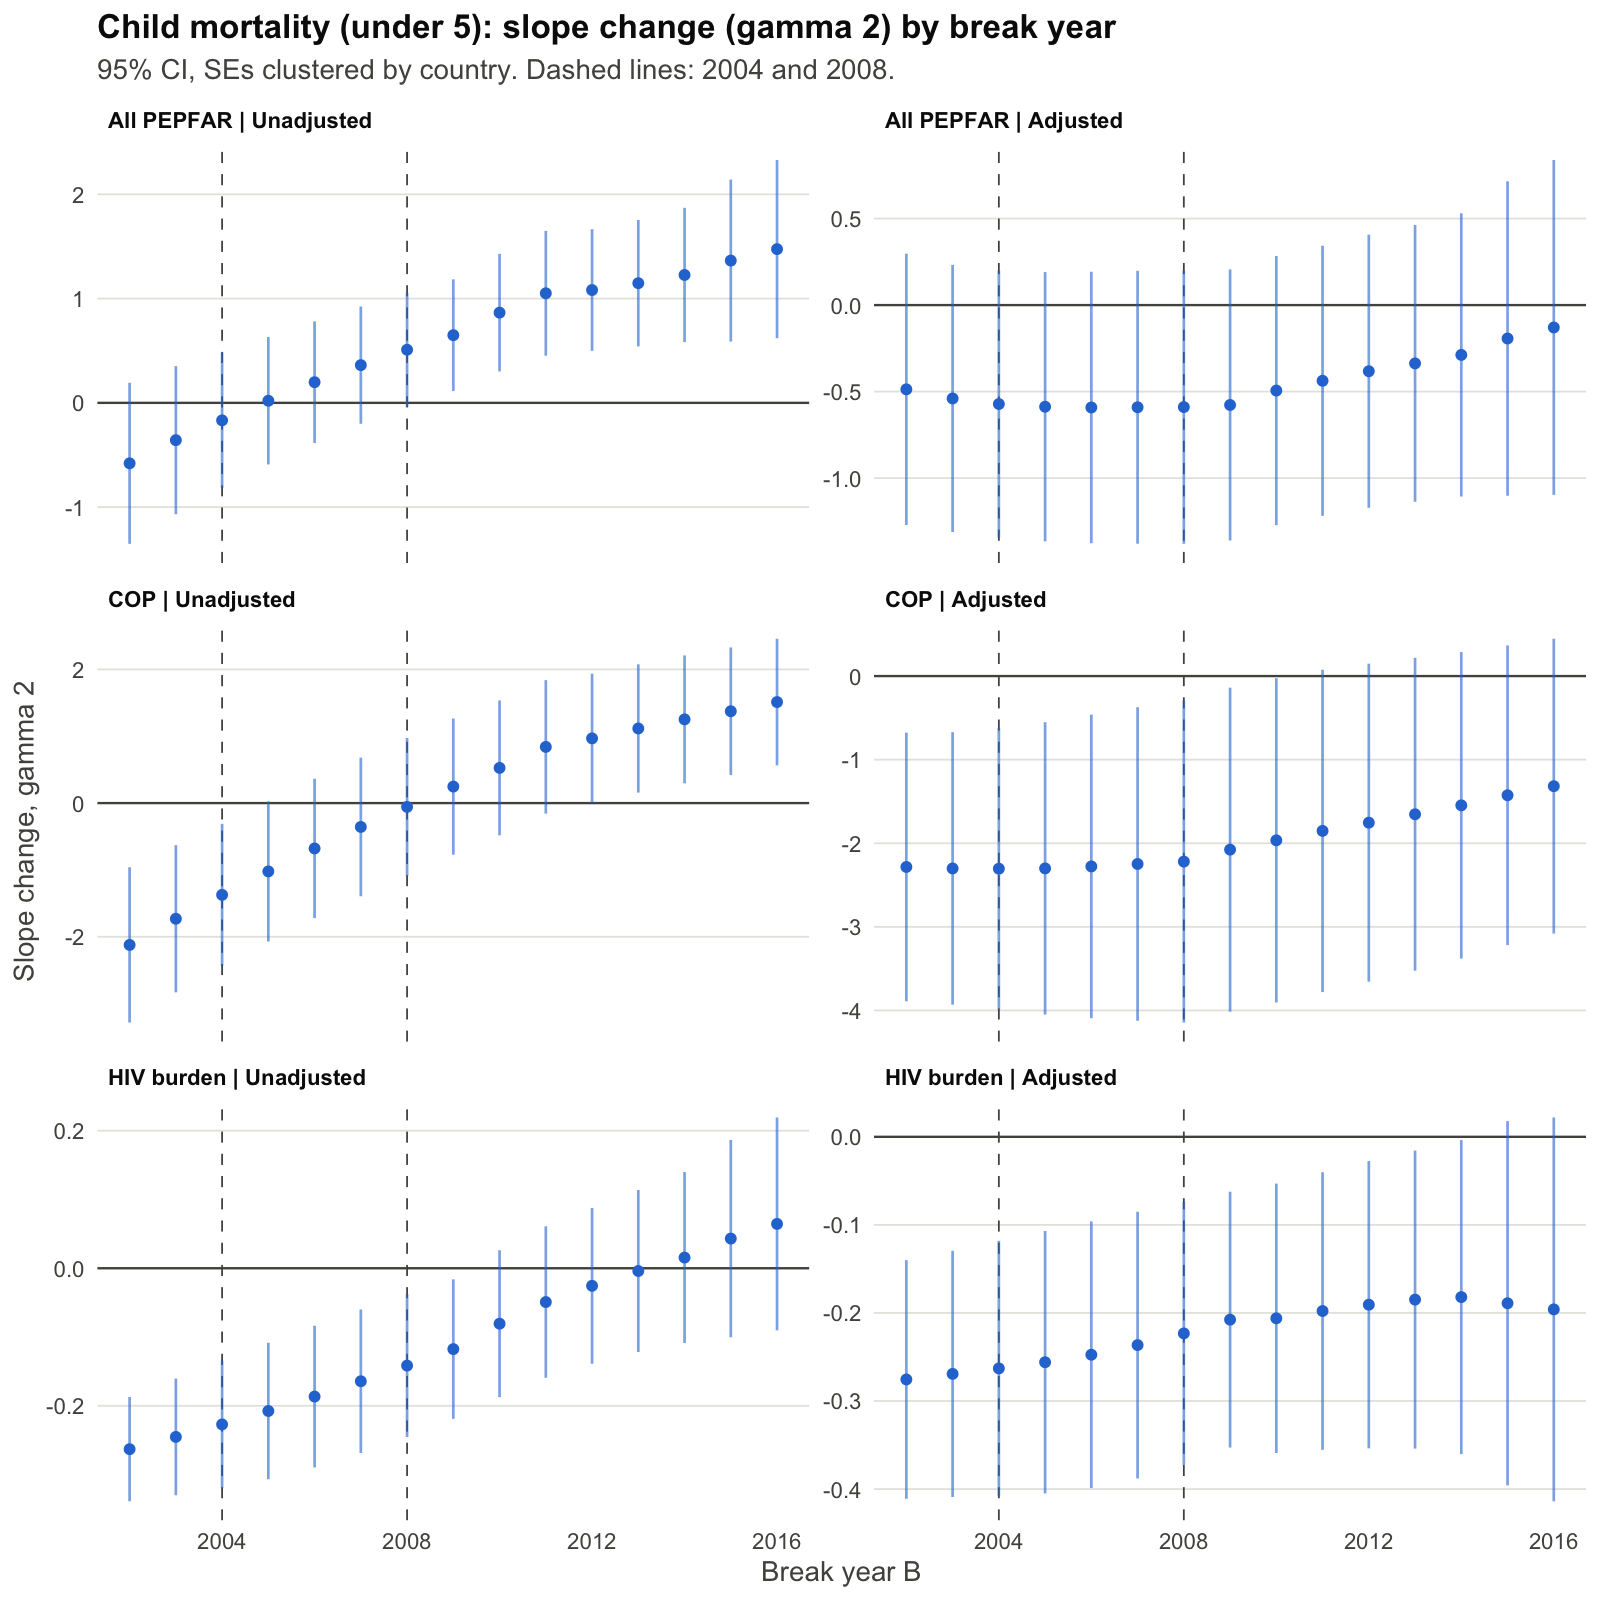 Child mortality (under 5): slope change (gamma 2) by break year
95% CI, SEs clustered by country. Dashed lines: 2004 and 2008.
All PEPFAR | Unadjusted
All PEPFAR | Adjusted
2
1
0
-1
0.5
0.0
-0.5
-1.0
COP | Unadjusted
COP | Adjusted
2
0
-2
0
-1
-2
-3
-4
Slope change, gamma 2
HIV burden | Unadjusted
HIV burden | Adjusted
0.2
0.0
-0.2
0.0
-0.1
-0.2
-0.3
-0.4
2004 2008 2012 2016
2004 2008 2012 2016
Break year B